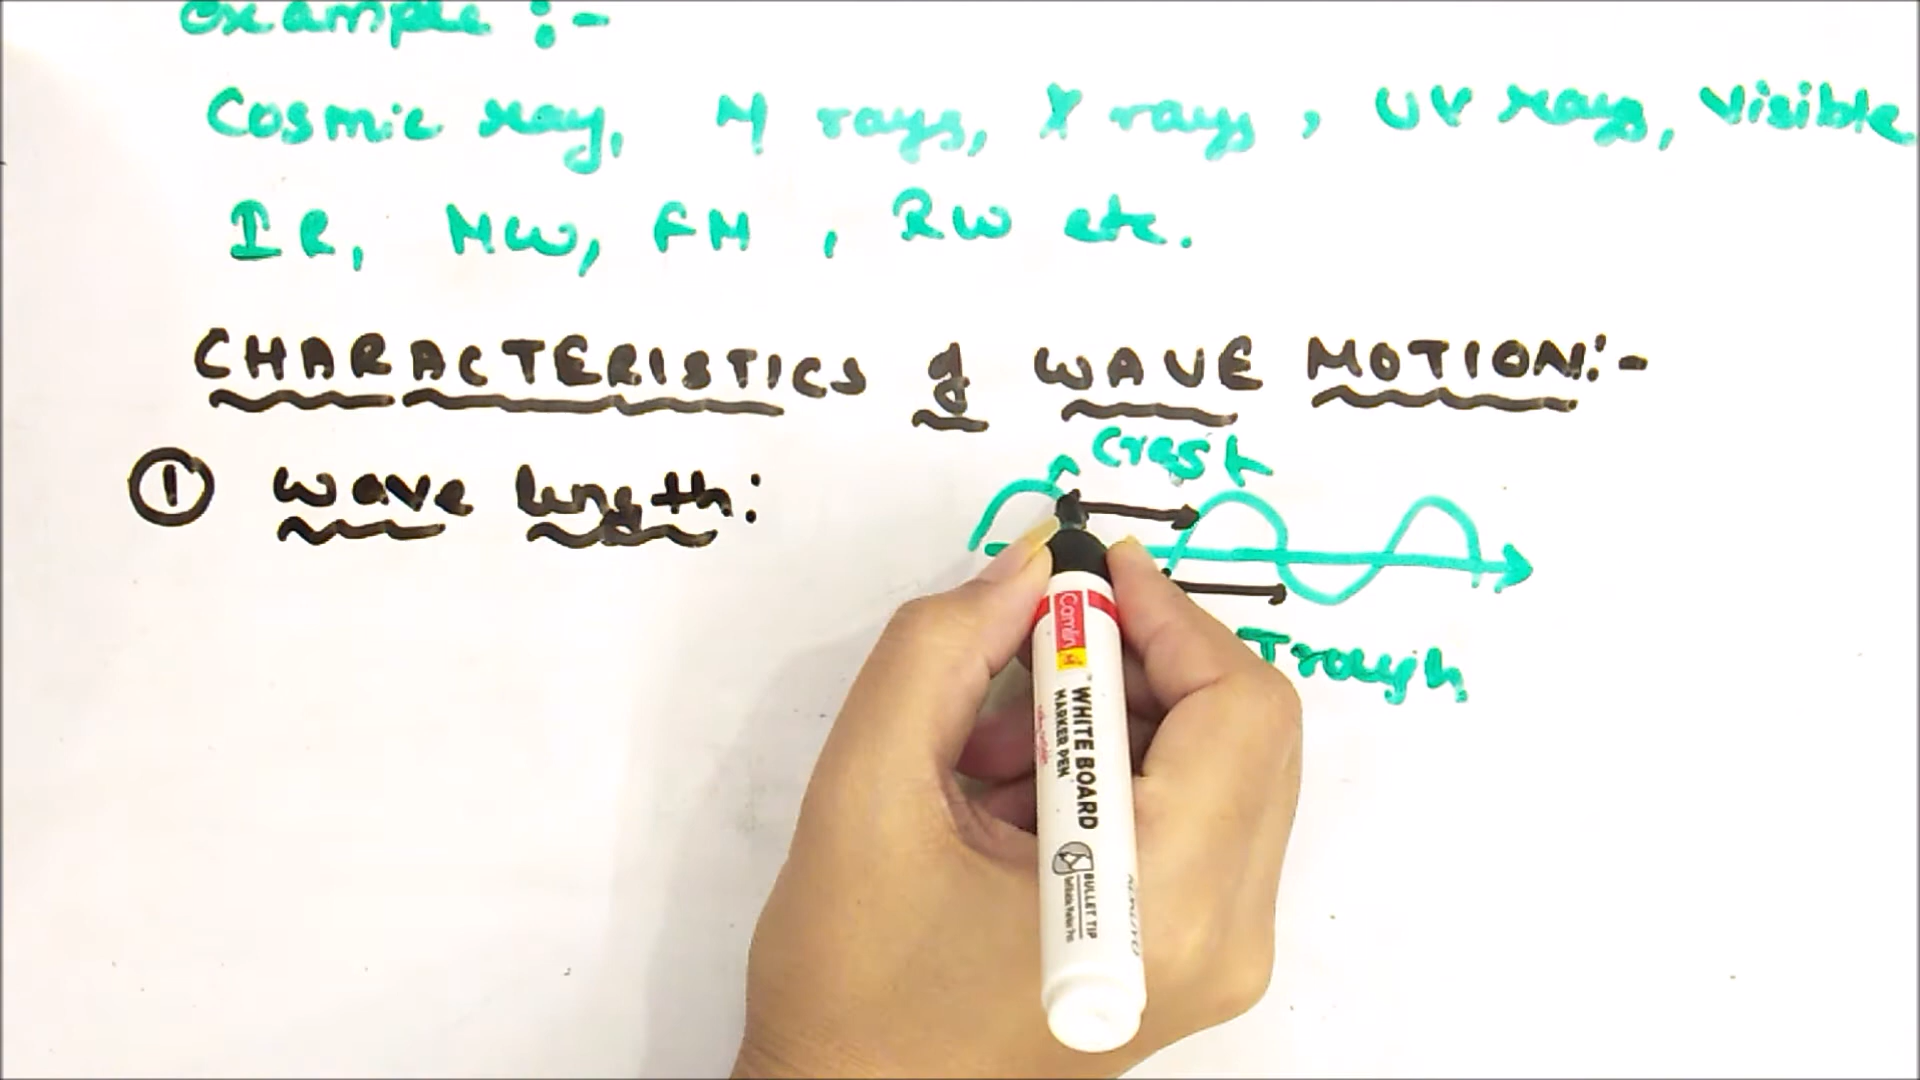 example :-
Cosmic ray, γ rays, X rays, UV rays, Visible
IR, MW, FM, RW etc.
CHARACTERISTICS of WAVE MOTION:-
① wave length:
Crest
Trough
Camlin
WHITE BOARD
MARKER PEN
BULLET TIP